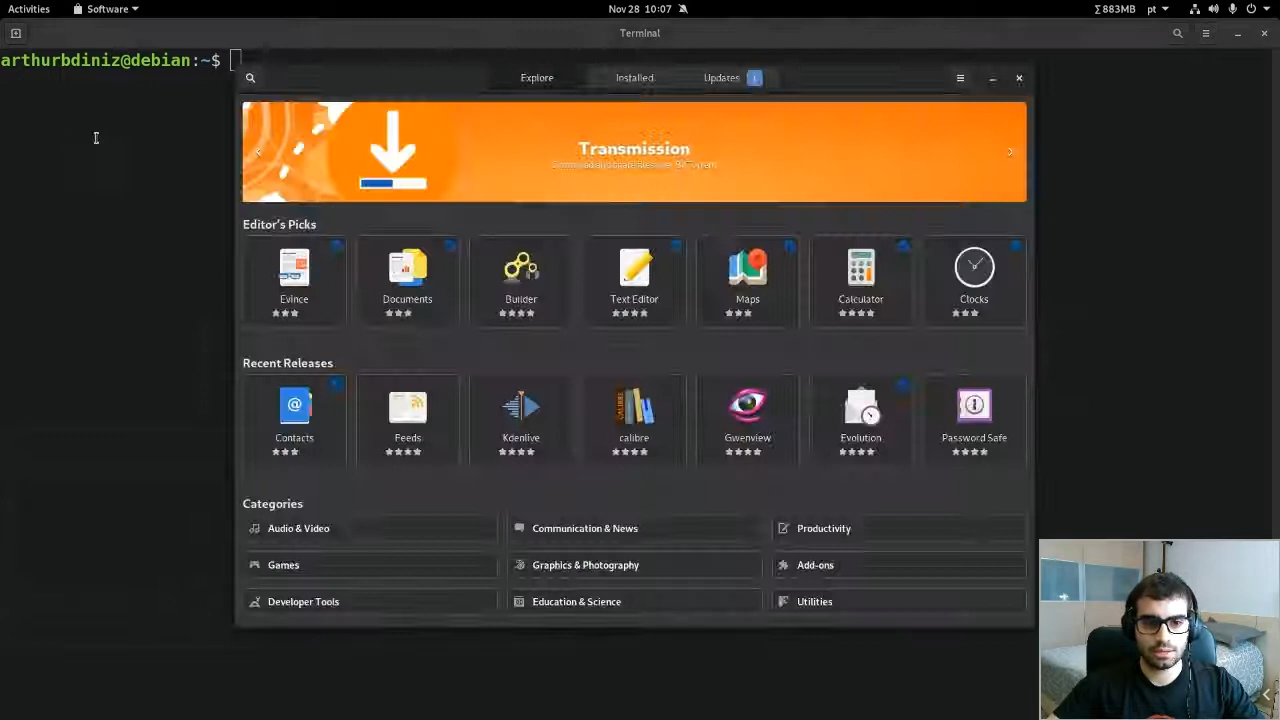 Activities
Software
Nov 28 10:07
∑ 883MB
pt
Terminal
arthurbdiniz@debian:~$
Explore
Installed
Updates
Transmission
Editor's Picks
Evince
Documents
Builder
Text Editor
Maps
Calculator
Clocks
Recent Releases
Contacts
Feeds
Kdenlive
calibre
Gwenview
Evolution
Password Safe
Categories
Audio & Video
Communication & News
Productivity
Games
Graphics & Photography
Add-ons
Developer Tools
Education & Science
Utilities